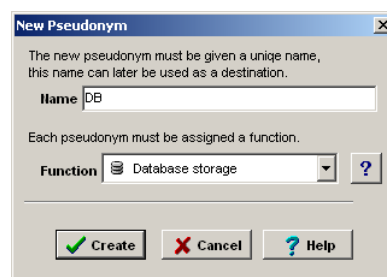 New Pseudonym
The new pseudonym must be given a uniqe name,
this name can later be used as a destination.
Name DB
Each pseudonym must be assigned a function.
Function Database storage ?
Create Cancel ? Help